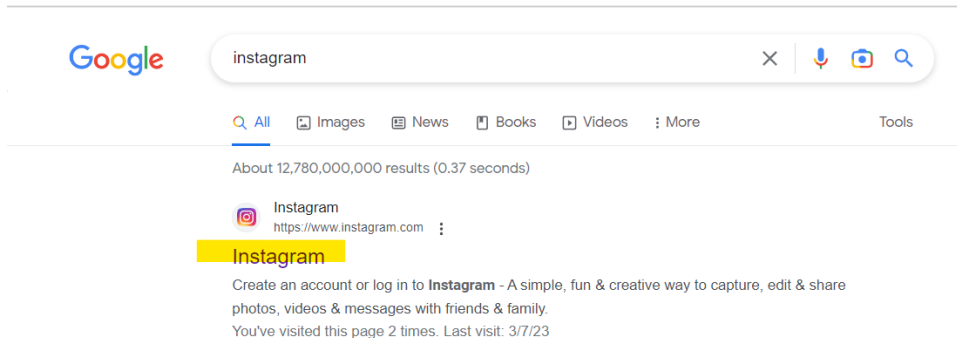 Google
instagram
All Images News Books Videos More Tools
About 12,780,000,000 results (0.37 seconds)
Instagram
https://www.instagram.com
Instagram
Create an account or log in to Instagram - A simple, fun & creative way to capture, edit & share
photos, videos & messages with friends & family.
You've visited this page 2 times. Last visit: 3/7/23